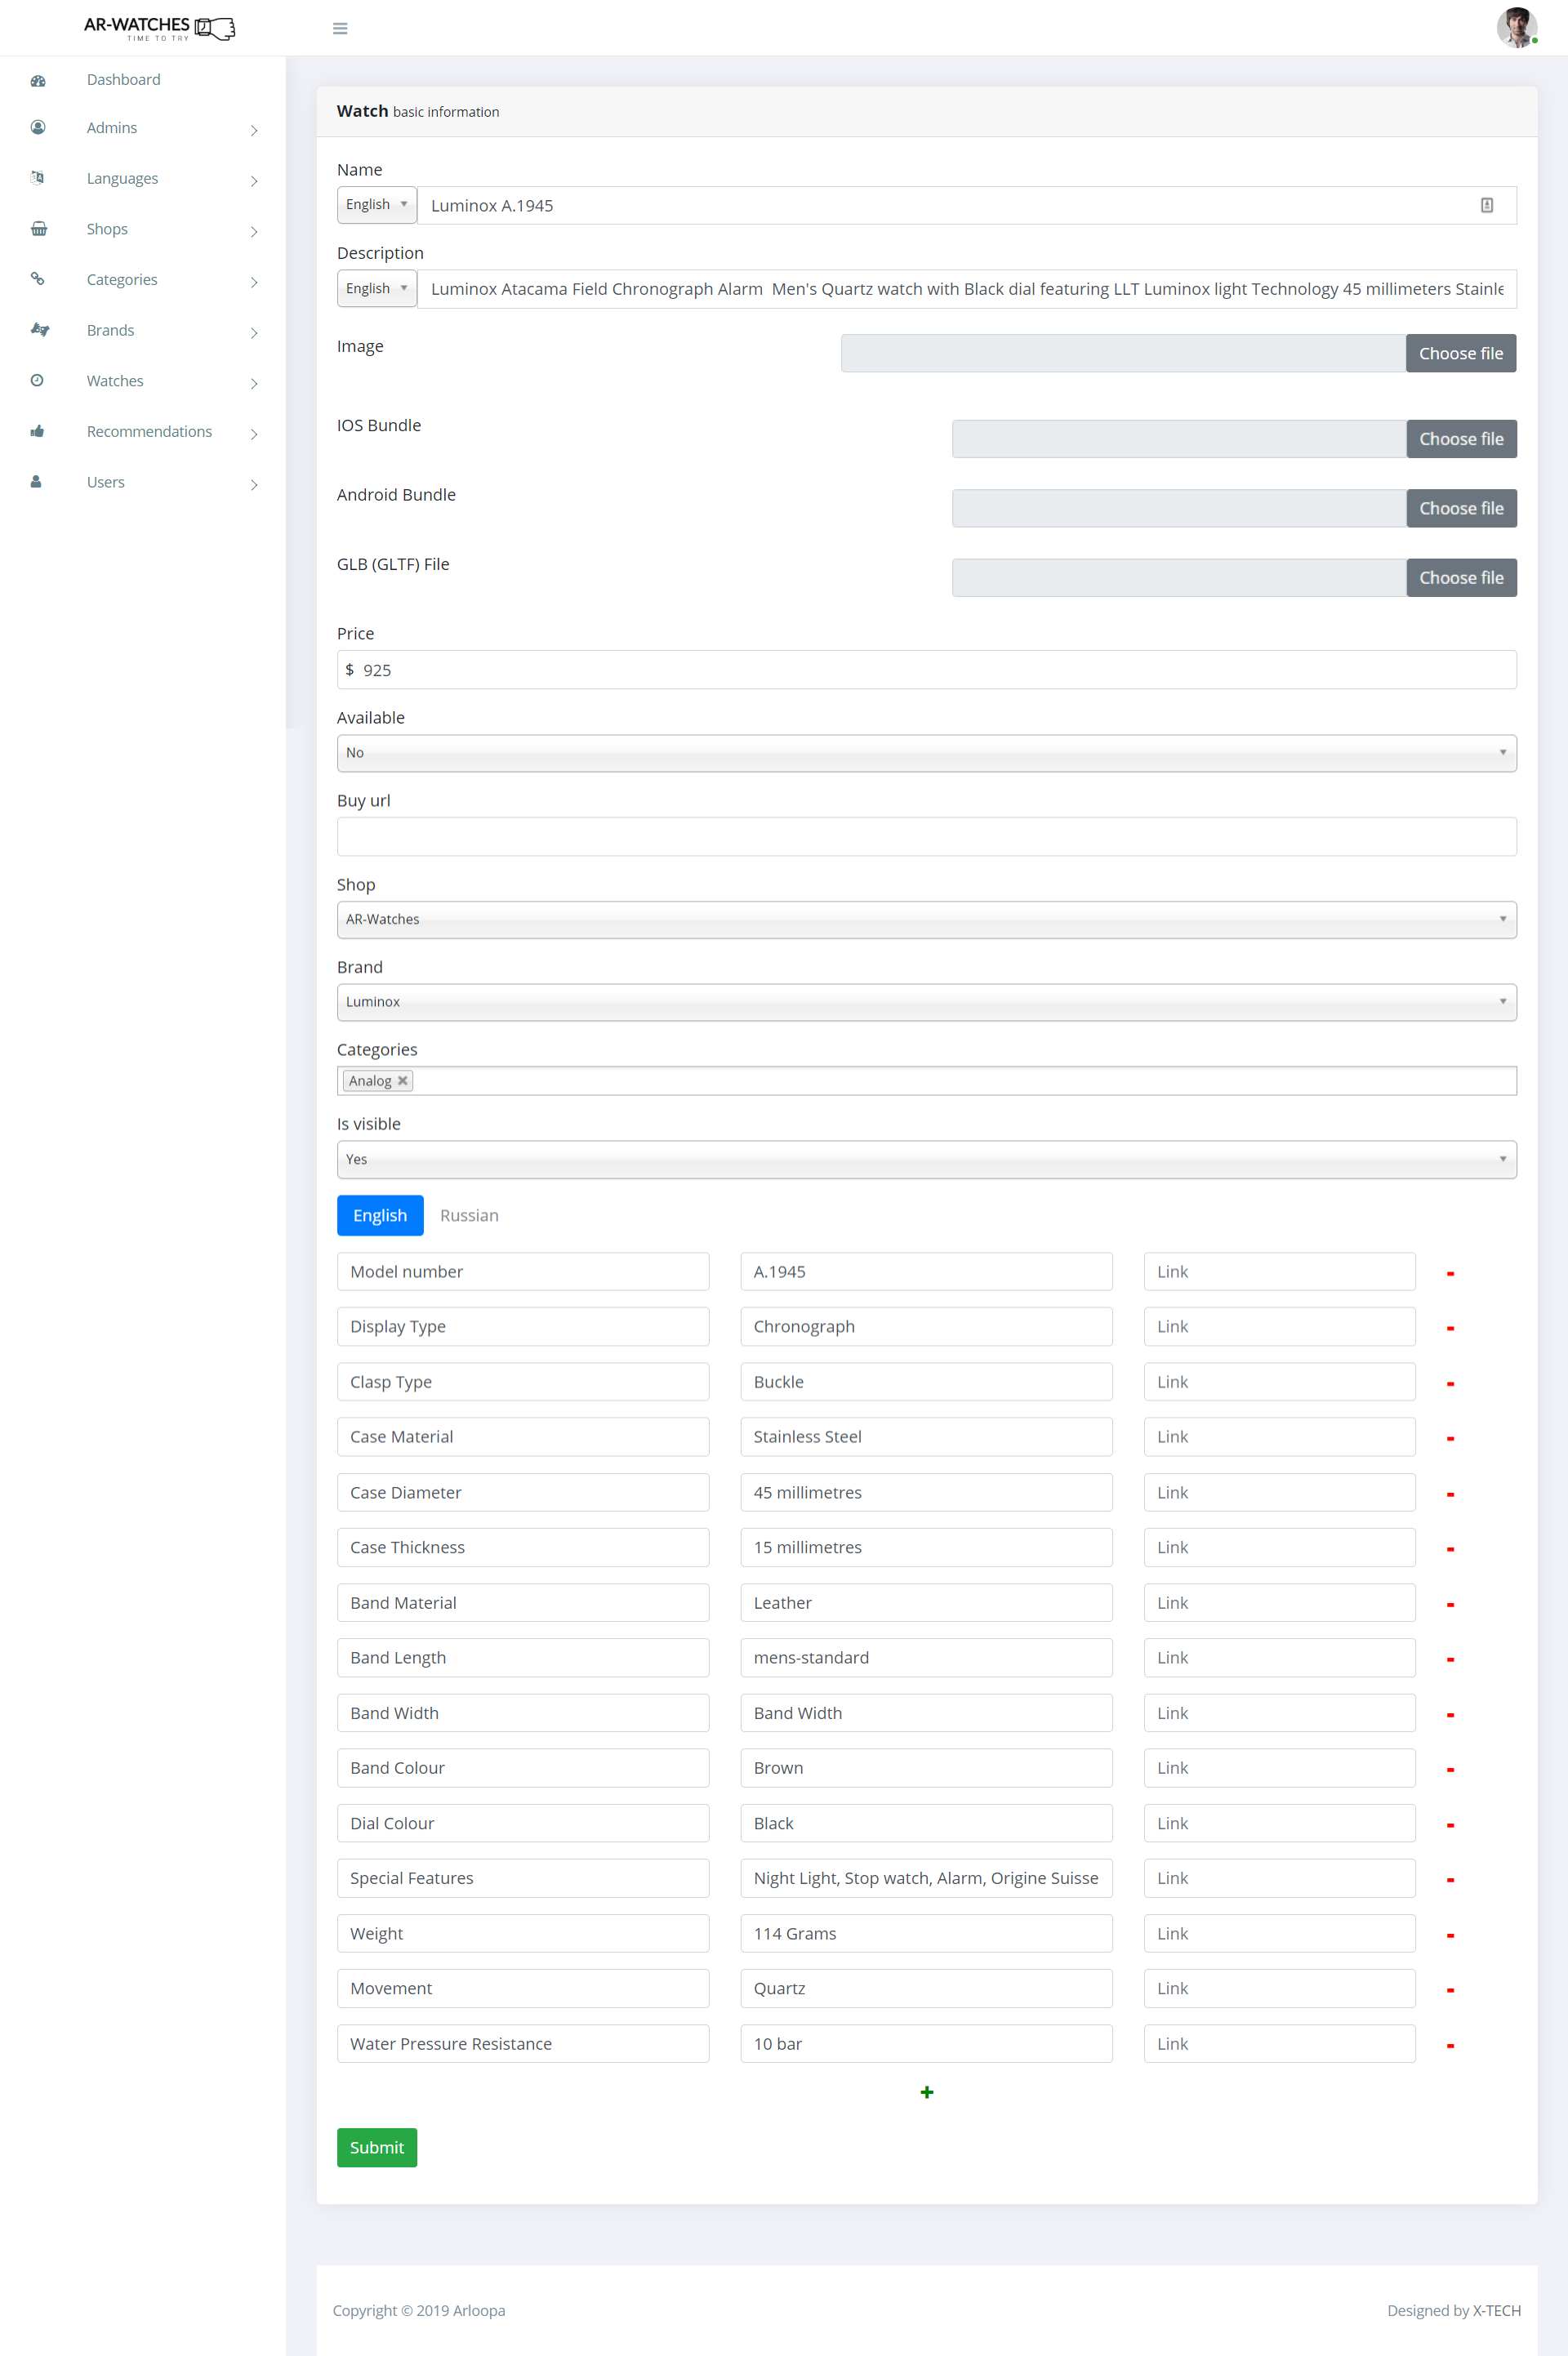 AR-WATCHES
TIME TO TRY
Dashboard
Admins
Languages
Shops
Categories
Brands
Watches
Recommendations
Users
Watch basic information
Name
English Luminox A.1945
Description
English Luminox Atacama Field Chronograph Alarm Men's Quartz watch with Black dial featuring LLT Luminox light Technology 45 millimeters Stainle
Image Choose file
IOS Bundle Choose file
Android Bundle Choose file
GLB (GLTF) File Choose file
Price
$ 925
Available
No
Buy url
Shop
AR-Watches
Brand
Luminox
Categories
Analog
Is visible
Yes
English Russian
Model number A.1945 Link -
Display Type Chronograph Link -
Clasp Type Buckle Link -
Case Material Stainless Steel Link -
Case Diameter 45 millimetres Link -
Case Thickness 15 millimetres Link -
Band Material Leather Link -
Band Length mens-standard Link -
Band Width Band Width Link -
Band Colour Brown Link -
Dial Colour Black Link -
Special Features Night Light, Stop watch, Alarm, Origine Suisse Link -
Weight 114 Grams Link -
Movement Quartz Link -
Water Pressure Resistance 10 bar Link -
+
Submit
Copyright © 2019 Arloopa Designed by X-TECH